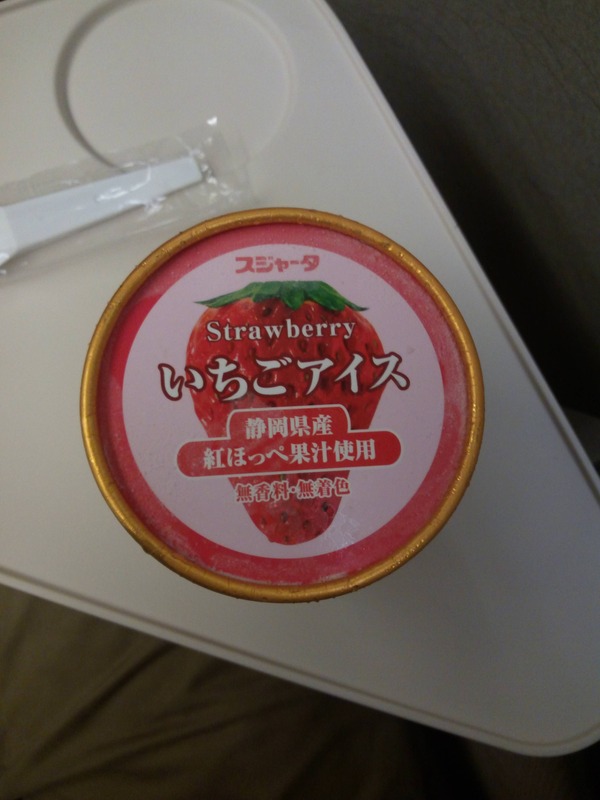 スジャータ
Strawberry
いちごアイス
静岡県産
紅ほっぺ果汁使用
無香料・無着色